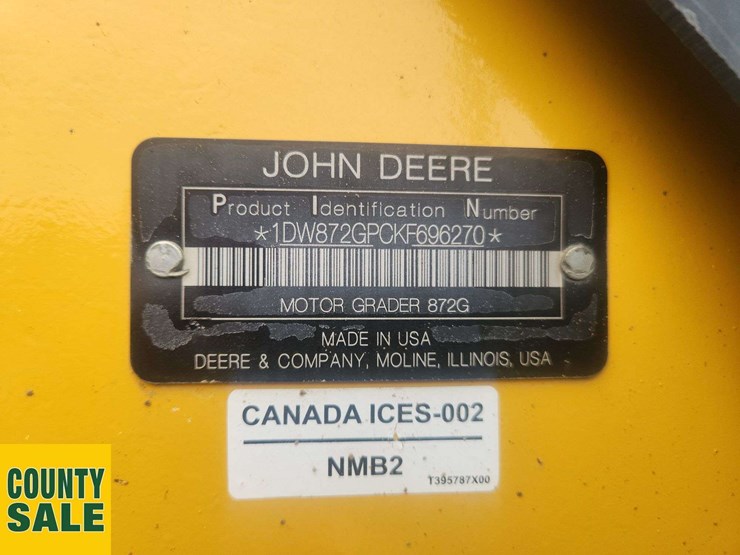 JOHN DEERE
Product Identification Number
*1DW872GPCKF696270*
MOTOR GRADER 872G
MADE IN USA
DEERE & COMPANY, MOLINE, ILLINOIS, USA
CANADA ICES-002
NMB2
T395787X00
COUNTY
SALE